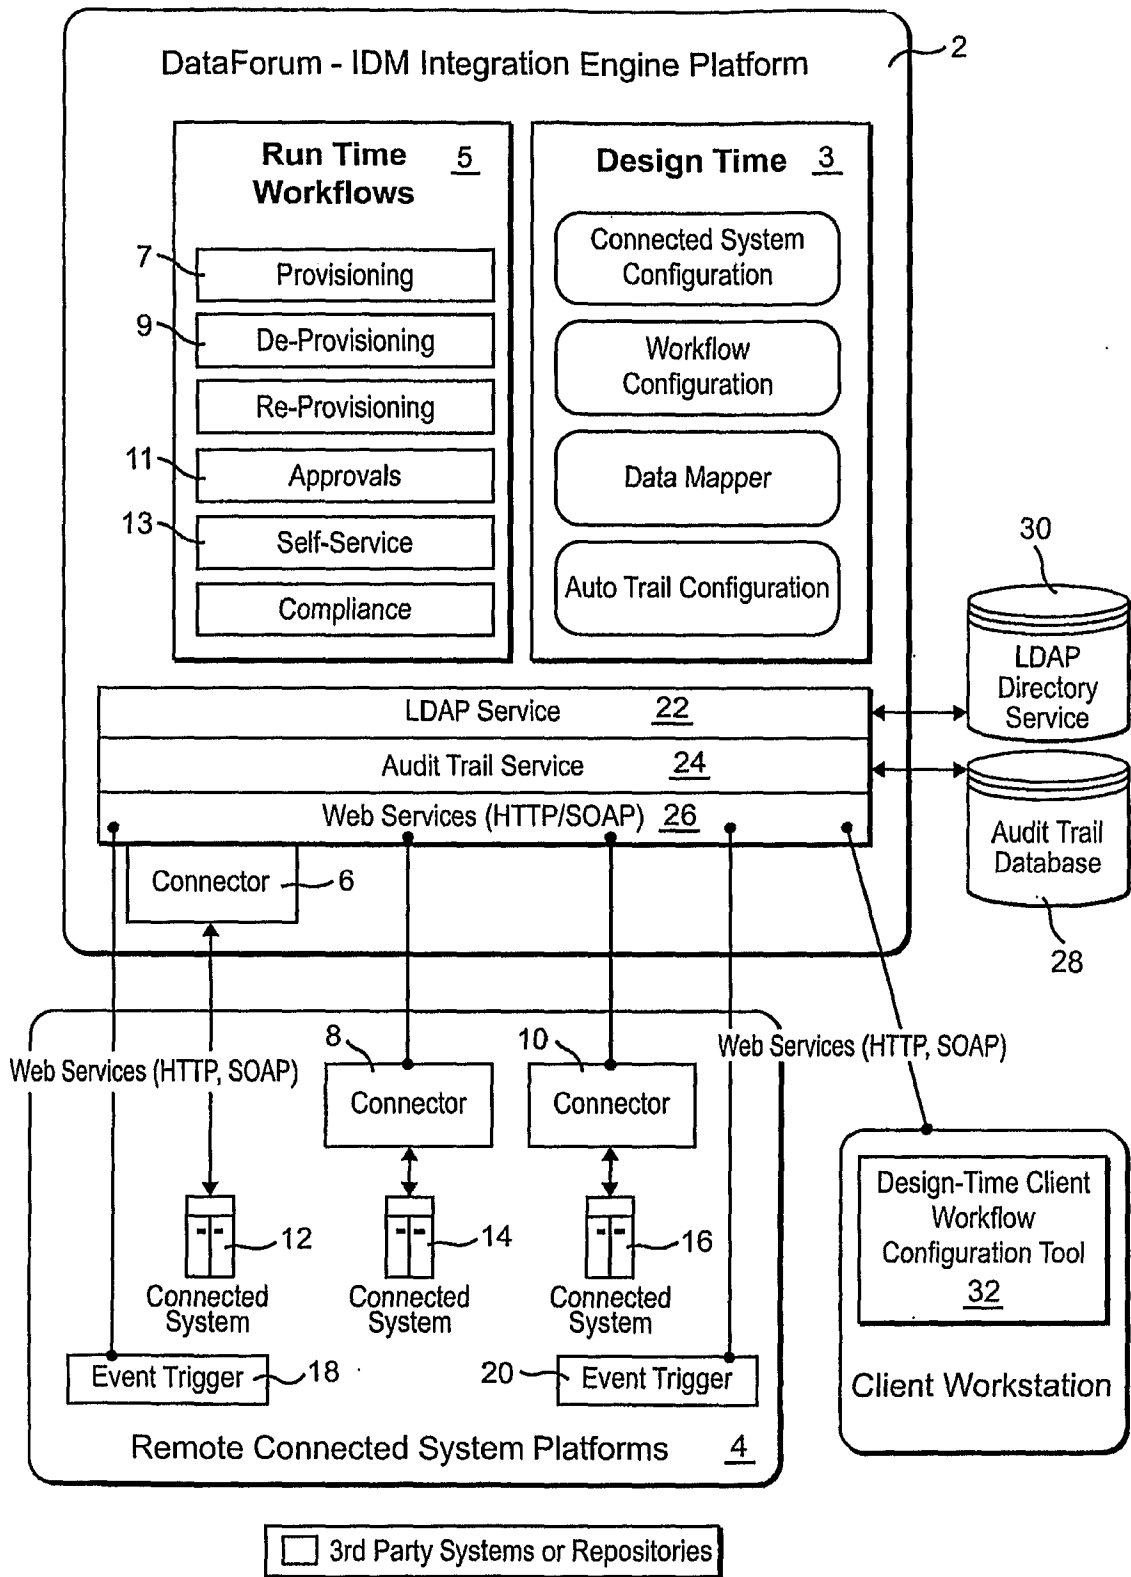 DataForum - IDM Integration Engine Platform
2
Run Time
Workflows
5
7
Provisioning
9
De-Provisioning
Re-Provisioning
11
Approvals
13
Self-Service
Compliance
Design Time 3
Connected System
Configuration
Workflow
Configuration
Data Mapper
Auto Trail Configuration
30
LDAP
Directory
Service
LDAP Service 22
Audit Trail Service 24
Web Services (HTTP/SOAP) 26
Audit Trail
Database
28
Connector
6
Web Services (HTTP, SOAP)
8
Connector
10
Connector
Web Services (HTTP, SOAP)
12
Connected
System
14
Connected
System
16
Connected
System
Event Trigger
18
20
Event Trigger
Remote Connected System Platforms 4
Design-Time Client
Workflow
Configuration Tool
32
Client Workstation
3rd Party Systems or Repositories